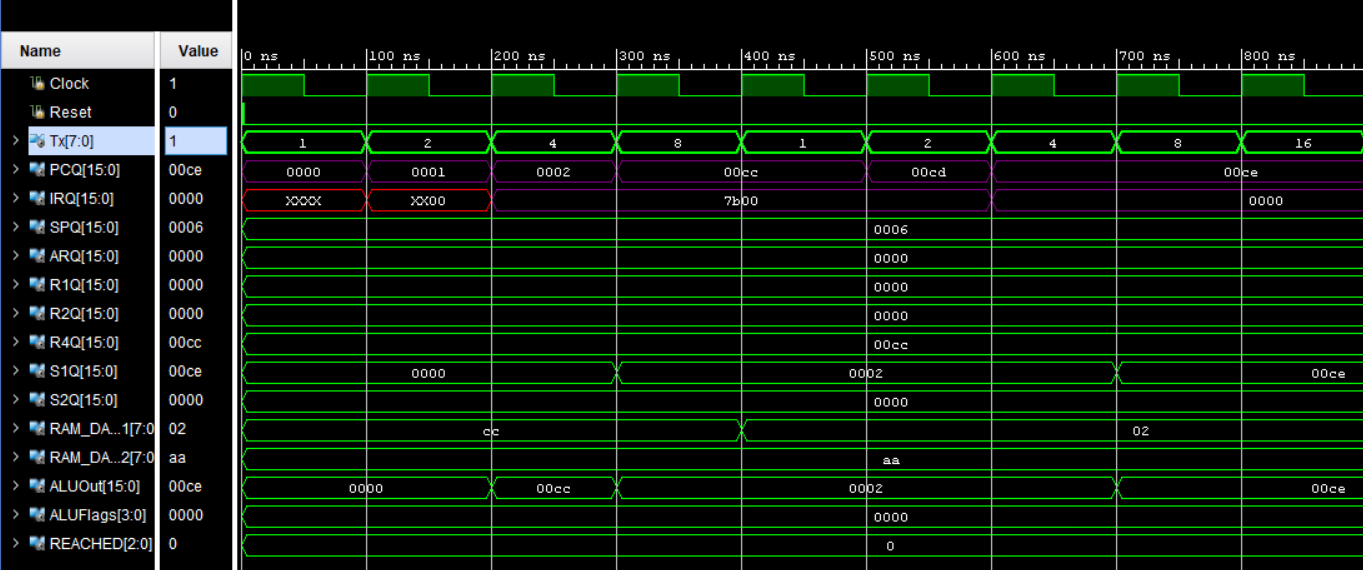 Name Value 0 ns 100 ns 200 ns 300 ns 400 ns 500 ns 600 ns 700 ns 800 ns
Clock 1
Reset 0
Tx[7:0] 1 1 2 4 8 1 2 4 8 16
PCQ[15:0] 00ce 0000 0001 0002 00cc 00cd 00ce
IRQ[15:0] 0000 XXXX XX00 7b00 0000
SPQ[15:0] 0006 0006
ARQ[15:0] 0000 0000
R1Q[15:0] 0000 0000
R2Q[15:0] 0000 0000
R4Q[15:0] 00cc 00cc
S1Q[15:0] 00ce 0000 0002 00ce
S2Q[15:0] 0000 0000
RAM_DA...1[7:0 02 cc 02
RAM_DA...2[7:0 aa aa
ALUOut[15:0] 00ce 0000 00cc 0002 00ce
ALUFlags[3:0] 0000 0000
REACHED[2:0] 0 0